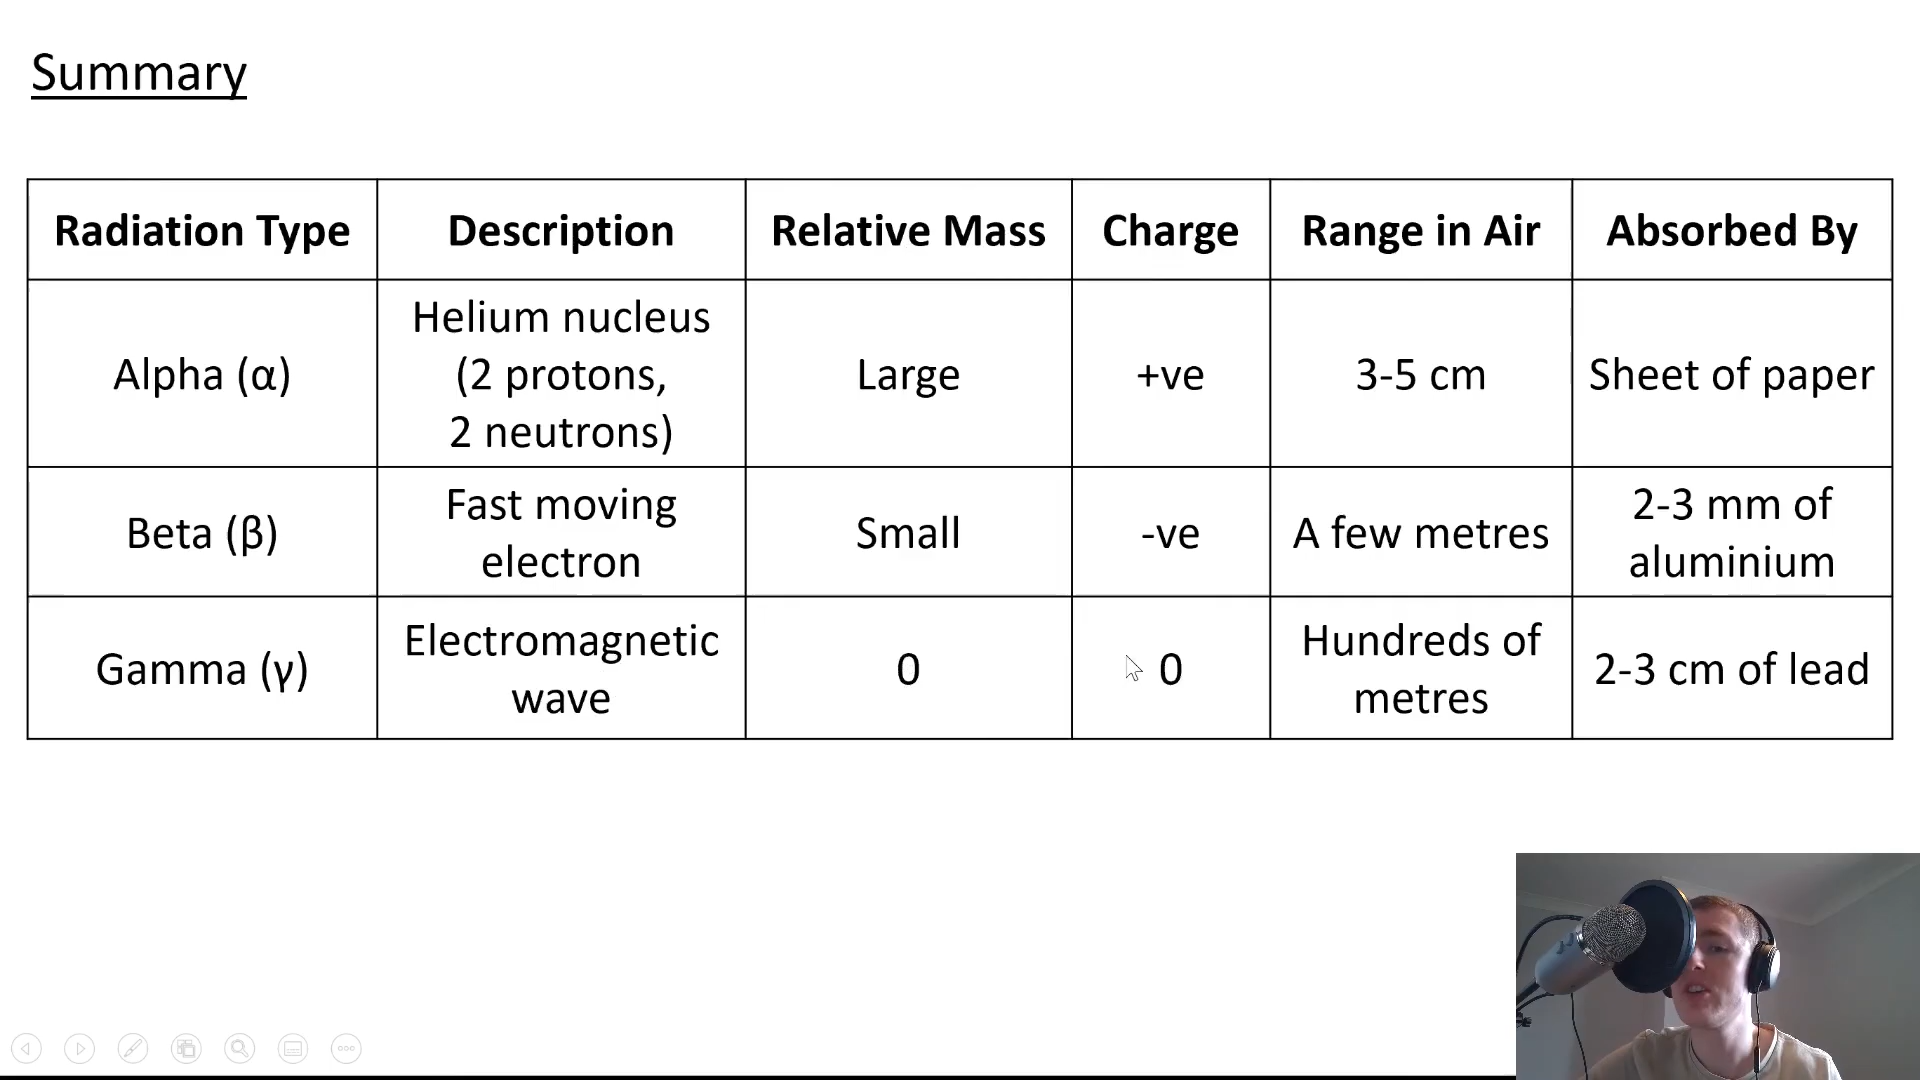 Summary
Radiation Type
Description
Relative Mass
Charge
Range in Air
Absorbed By
Alpha (α)
Helium nucleus
(2 protons,
2 neutrons)
Large
+ve
3-5 cm
Sheet of paper
Beta (β)
Fast moving
electron
Small
-ve
A few metres
2-3 mm of
aluminium
Gamma (γ)
Electromagnetic
wave
0
0
Hundreds of
metres
2-3 cm of lead